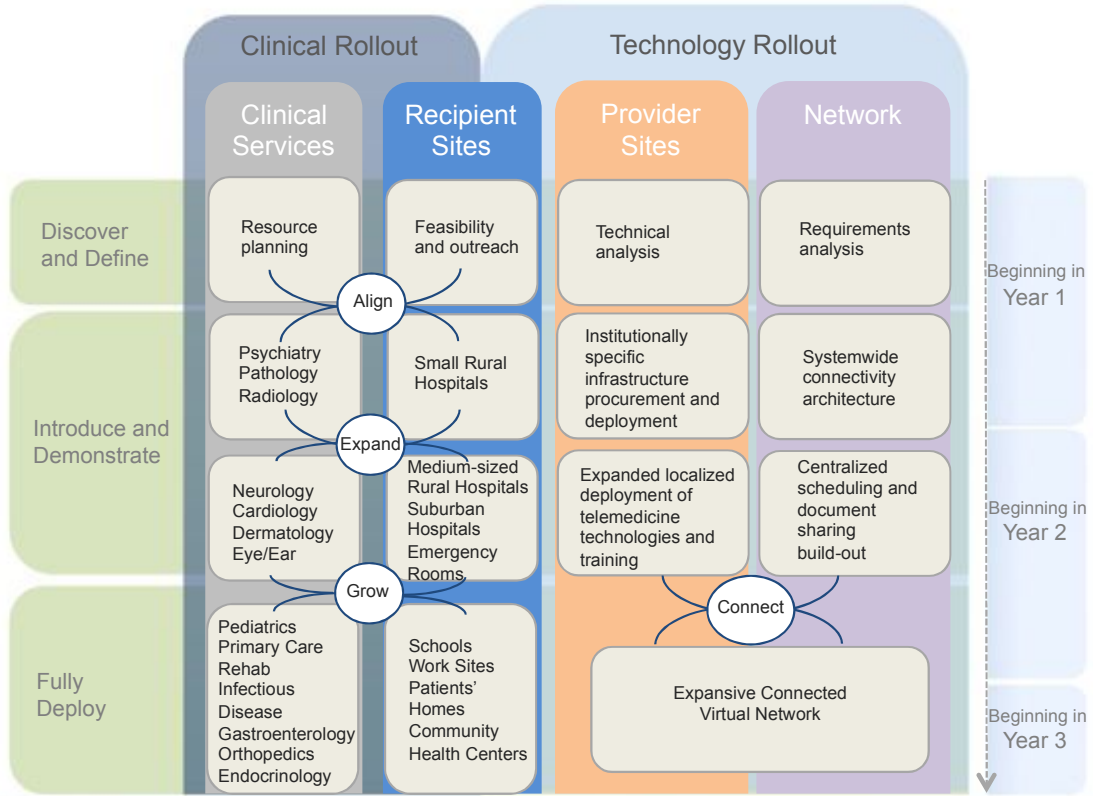 Clinical Rollout
Technology Rollout
Clinical
Services
Recipient
Sites
Provider
Sites
Network
Discover
and Define
Resource
planning
Feasibility
and outreach
Technical
analysis
Requirements
analysis
Beginning in
Year 1
Align
Introduce and
Demonstrate
Psychiatry
Pathology
Radiology
Small Rural
Hospitals
Institutionally
specific
infrastructure
procurement and
deployment
Systemwide
connectivity
architecture
Expand
Neurology
Cardiology
Dermatology
Eye/Ear
Medium-sized
Rural Hospitals
Suburban
Hospitals
Emergency
Rooms
Expanded localized
deployment of
telemedicine
technologies and
training
Centralized
scheduling and
document
sharing
build-out
Beginning in
Year 2
Grow
Connect
Fully
Deploy
Pediatrics
Primary Care
Rehab
Infectious
Disease
Gastroenterology
Orthopedics
Endocrinology
Schools
Work Sites
Patients’
Homes
Community
Health Centers
Expansive Connected
Virtual Network
Beginning in
Year 3